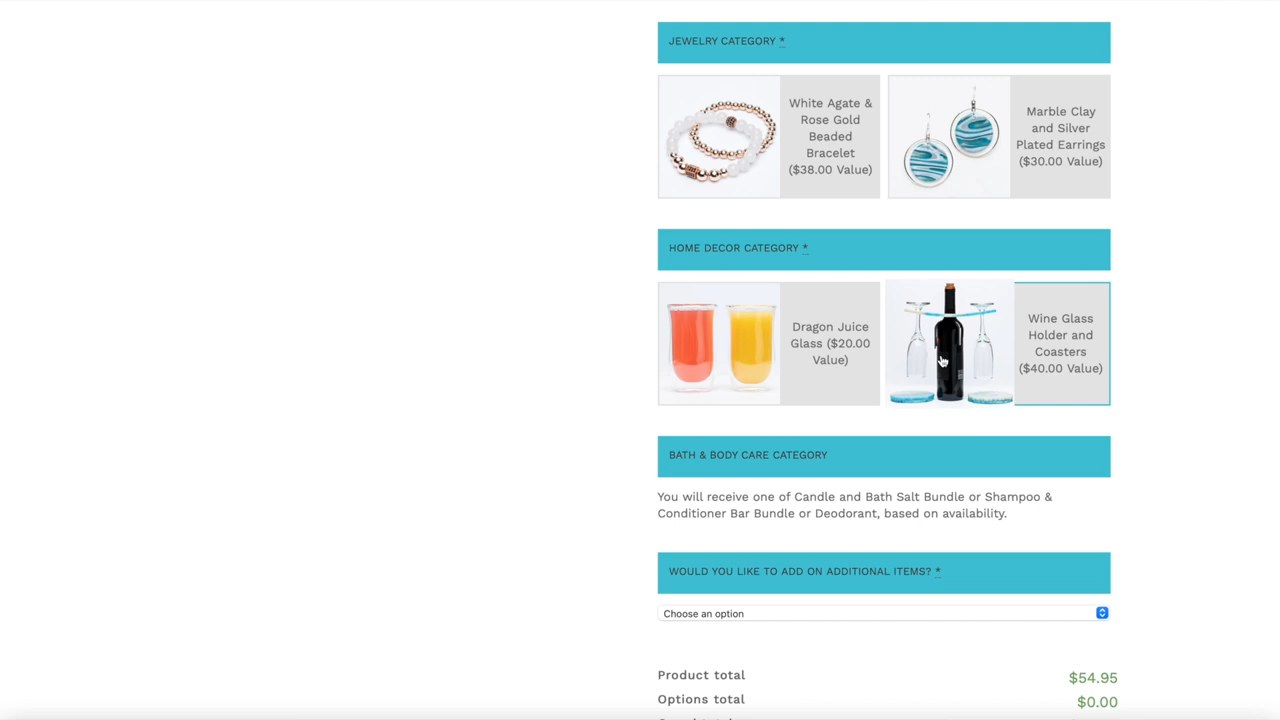 JEWELRY CATEGORY *
White Agate &
Rose Gold
Beaded
Bracelet
($38.00 Value)
Marble Clay
and Silver
Plated Earrings
($30.00 Value)
HOME DECOR CATEGORY *
Dragon Juice
Glass ($20.00
Value)
Wine Glass
Holder and
Coasters
($40.00 Value)
BATH & BODY CARE CATEGORY
You will receive one of Candle and Bath Salt Bundle or Shampoo &
Conditioner Bar Bundle or Deodorant, based on availability.
WOULD YOU LIKE TO ADD ON ADDITIONAL ITEMS? *
Choose an option
Product total $54.95
Options total $0.00